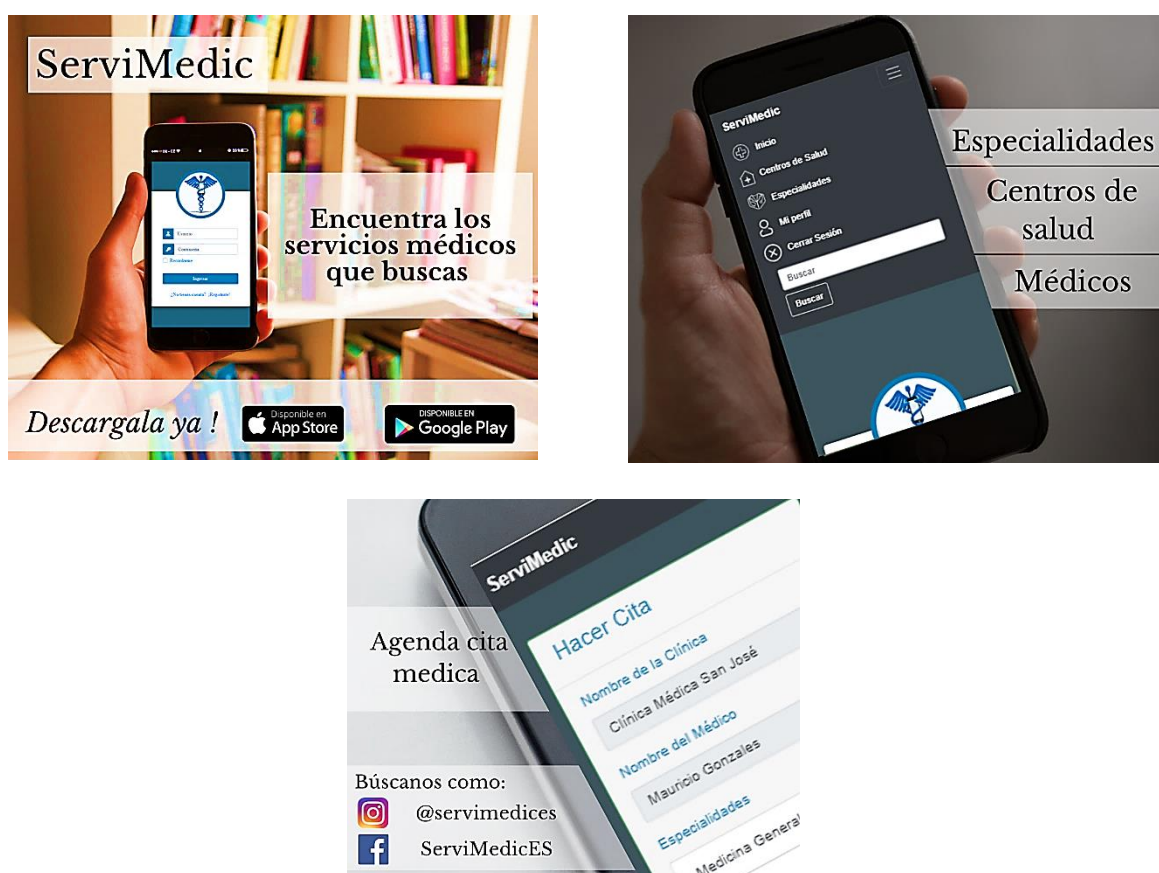 ServiMedic
Encuentra los
servicios médicos
que buscas
Descargala ya !
Disponible en
App Store
DISPONIBLE EN
Google Play
ServiMedic
Inicio
Centros de Salud
Especialidades
Mi perfil
Cerrar Sesión
Buscar
Buscar
Especialidades
Centros de
salud
Médicos
ServiMedic
Hacer Cita
Nombre de la Clínica
Clínica Médica San José
Nombre del Médico
Mauricio Gonzales
Especialidades
Medicina General
Agenda cita
medica
Búscanos como:
@servimedices
ServiMedicES